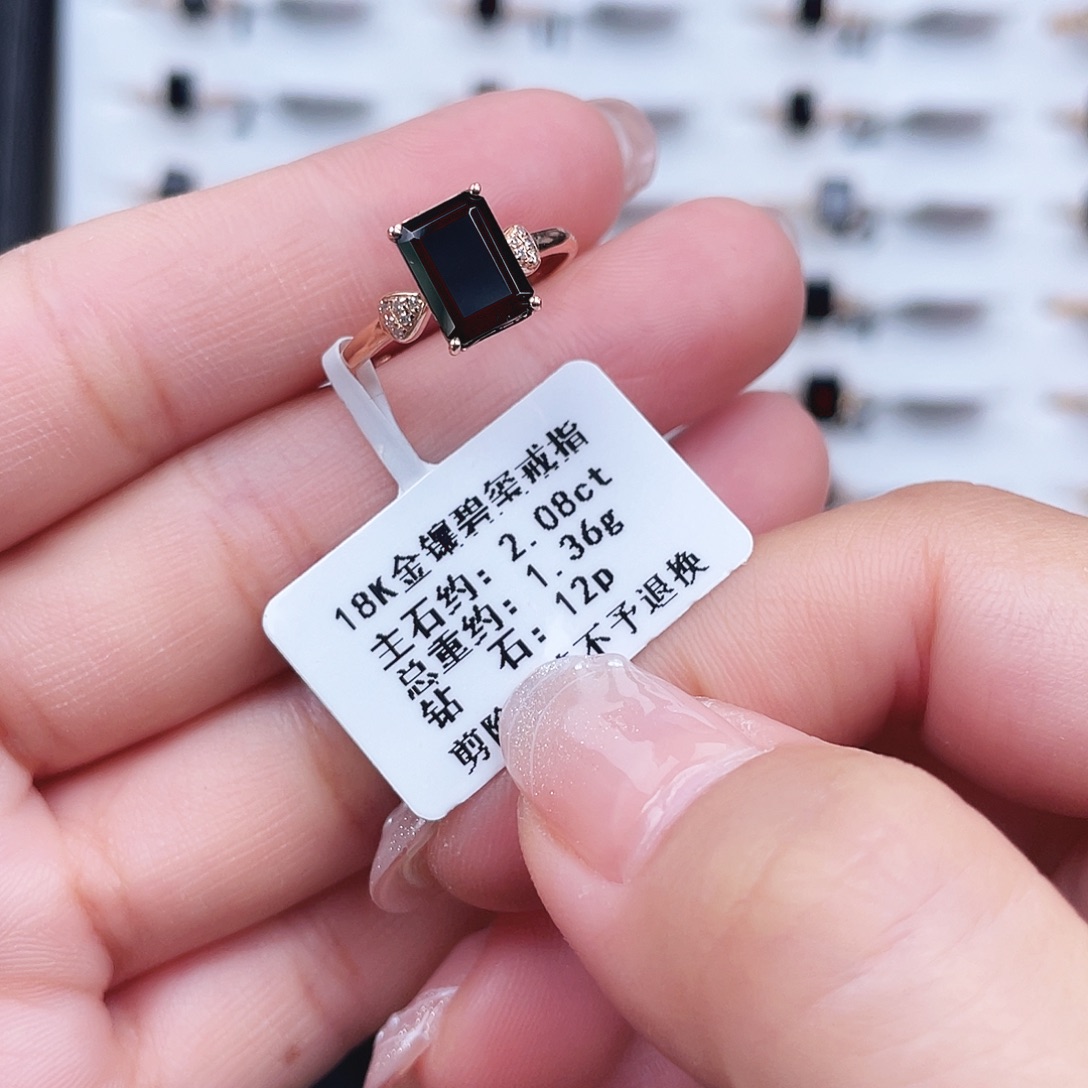 18K金镶碧玺戒指
主石约: 2.08ct
总重约: 1.36g
钻 石: 12p
剪 不予退换